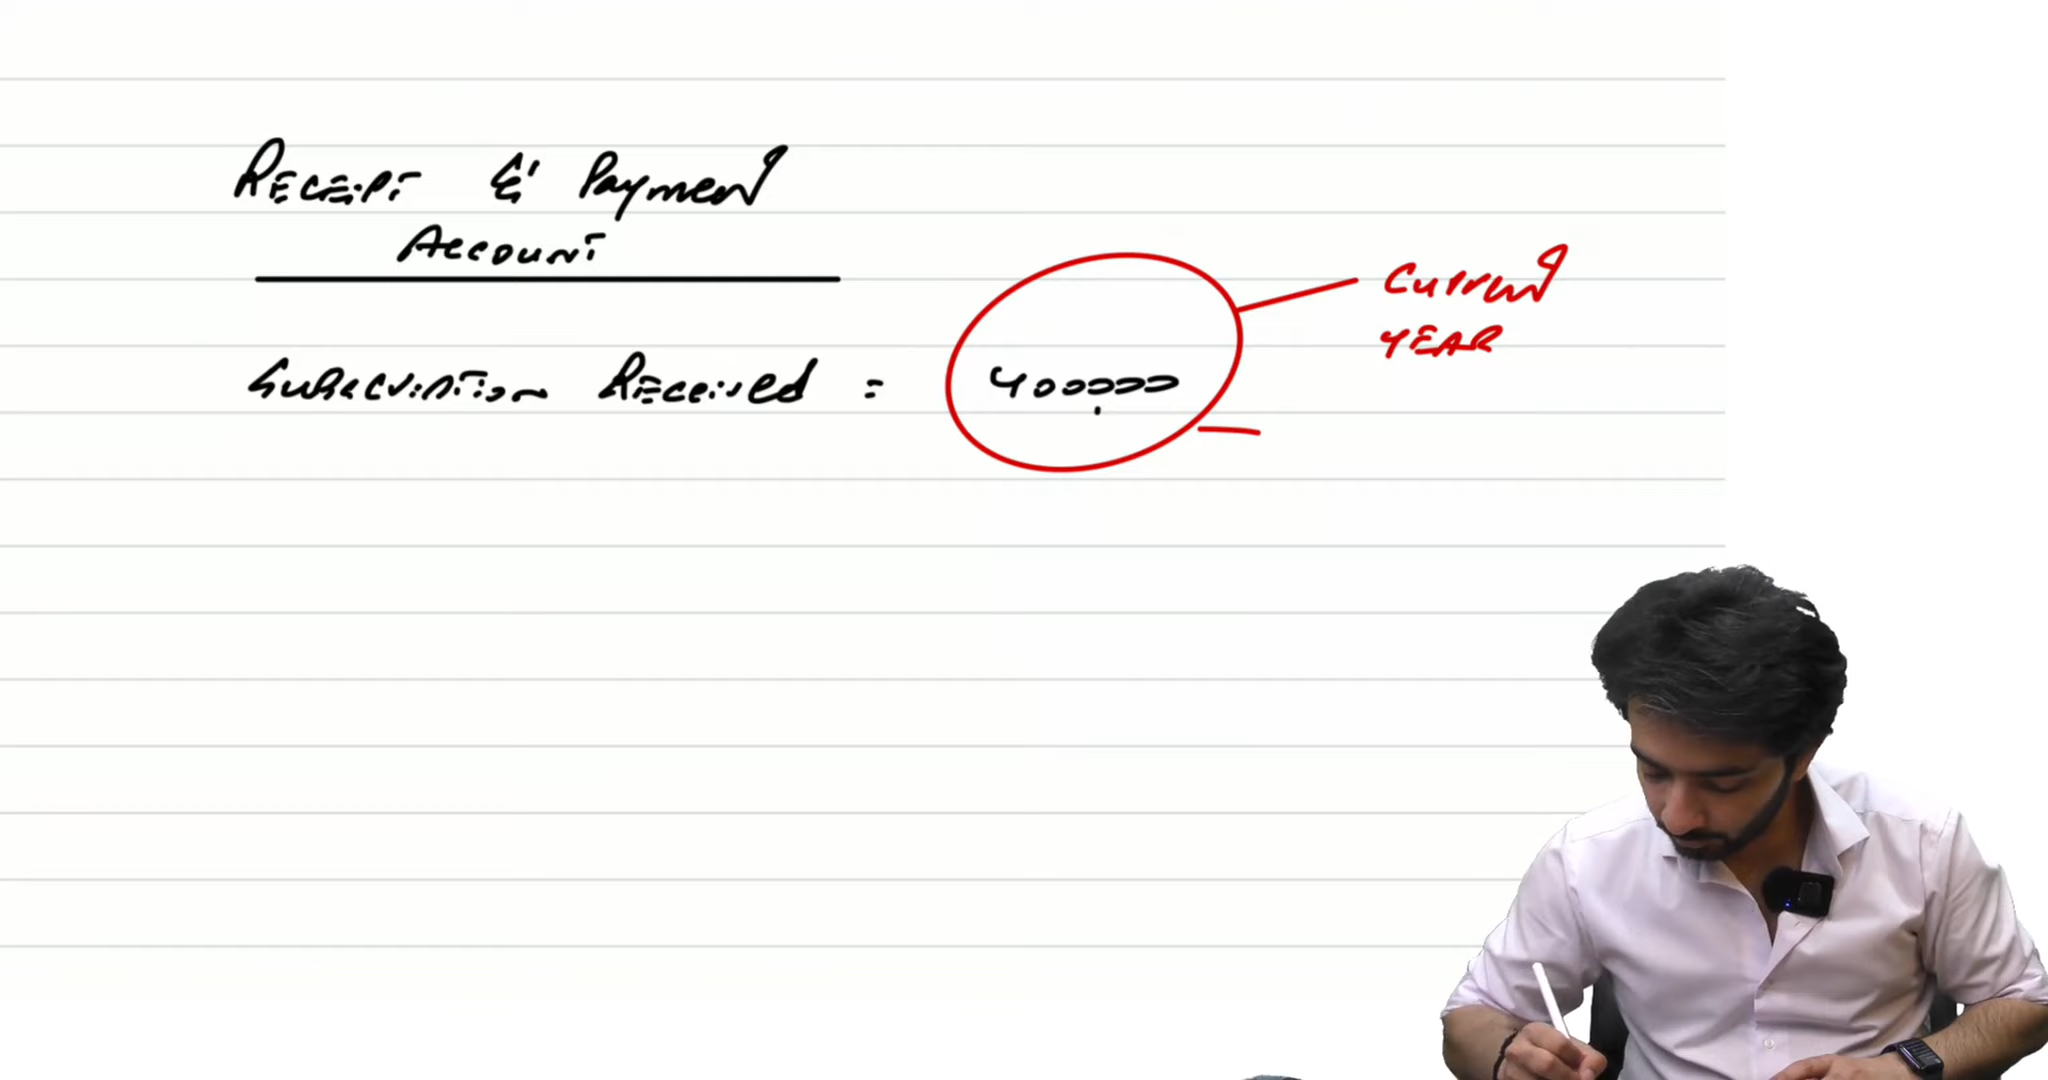 Receipt & Payment
Account
Subscription Received = 400000
Current
Year